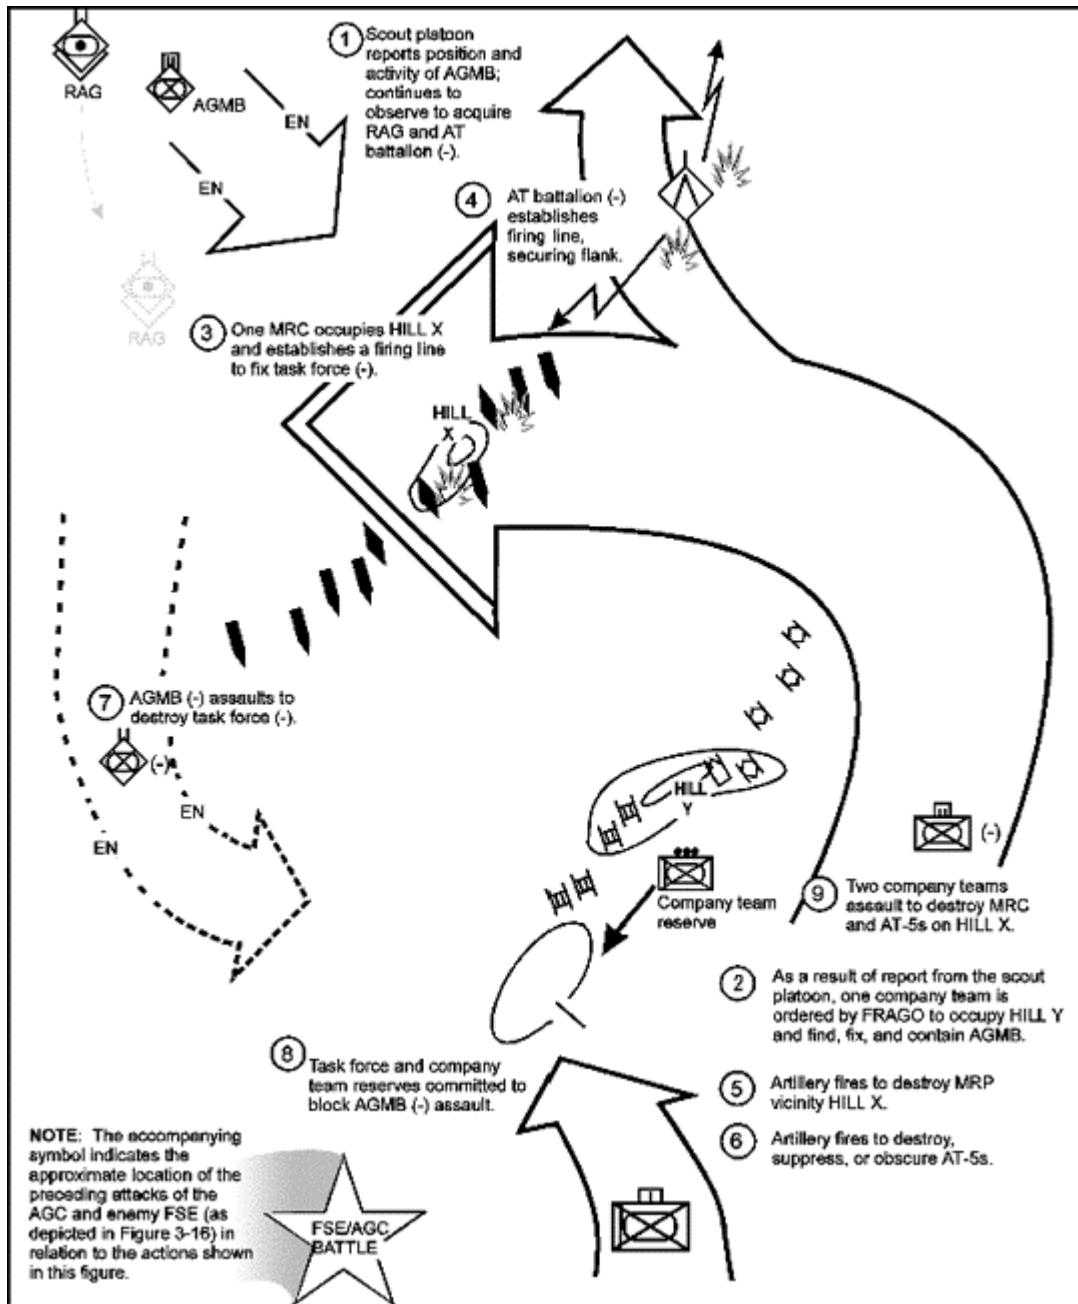 RAG
AGMB
EN
EN
1
Scout platoon
reports position and
activity of AGMB;
continues to
observe to acquire
RAG and AT
battalion (-).
4
AT battalion (-)
establishes
firing line,
securing flank.
RAG
3
One MRC occupies HILL X
and establishes a firing line
to fix task force (-).
HILL
X
7
AGMB (-) assaults to
destroy task force (-).
(-)
EN
EN
HILL
Y
Company team
reserve
(-)
9
Two company teams
assault to destroy MRC
and AT-5s on HILL X.
2
As a result of report from the scout
platoon, one company team is
ordered by FRAGO to occupy HILL Y
and find, fix, and contain AGMB.
8
Task force and company
team reserves committed to
block AGMB (-) assault.
5
Artillery fires to destroy MRP
vicinity HILL X.
6
Artillery fires to destroy,
suppress, or obscure AT-5s.
NOTE: The accompanying
symbol indicates the
approximate location of the
preceding attacks of the
AGC and enemy FSE (as
depicted in Figure 3-16) in
relation to the actions shown
in this figure.
FSE/AGC
BATTLE